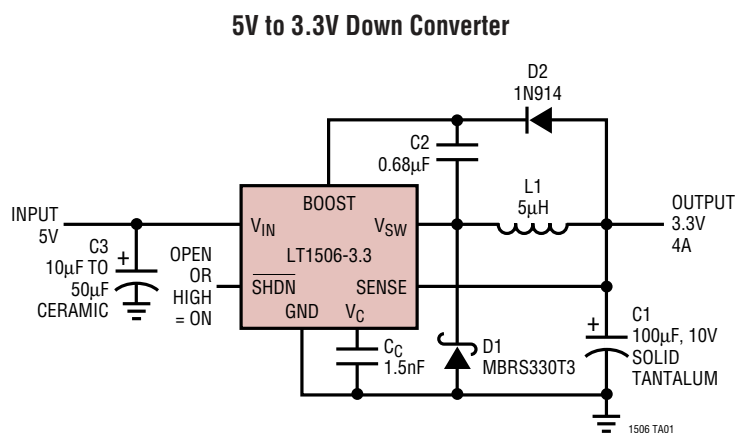 5V to 3.3V Down Converter
D2
1N914
C2
0.68µF
L1
5µH
BOOST
INPUT
5V
V_IN
V_SW
OUTPUT
3.3V
4A
LT1506-3.3
C3
+
10µF TO
50µF
CERAMIC
OPEN
OR
HIGH
= ON
SHDN
SENSE
GND
V_C
C_C
1.5nF
D1
MBRS330T3
+
C1
100µF, 10V
SOLID
TANTALUM
1506 TA01